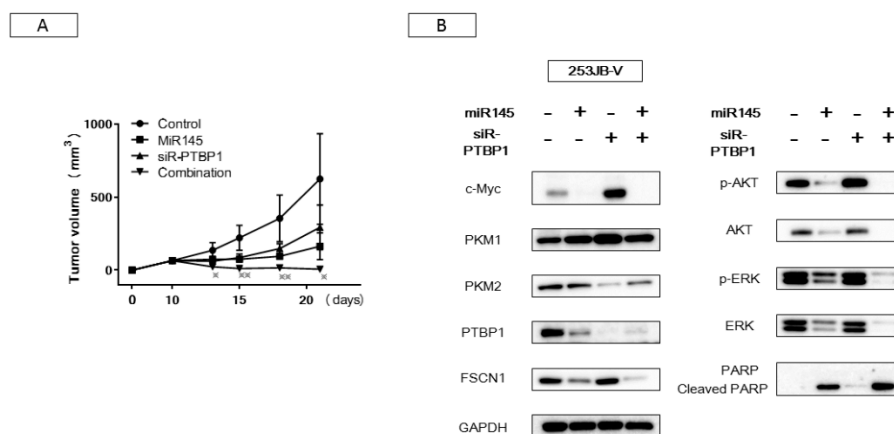 A
B
1000
500
0
Tumor volume (mm3)
Control
MiR145
siR-PTBP1
Combination
× ×× ×× ×
0 10 15 20 (days)
253JB-V
miR145 - + - +
siR-
PTBP1 - - + +
c-Myc
PKM1
PKM2
PTBP1
FSCN1
GAPDH
miR145 - + - +
siR-
PTBP1 - - + +
p-AKT
AKT
p-ERK
ERK
PARP
Cleaved PARP